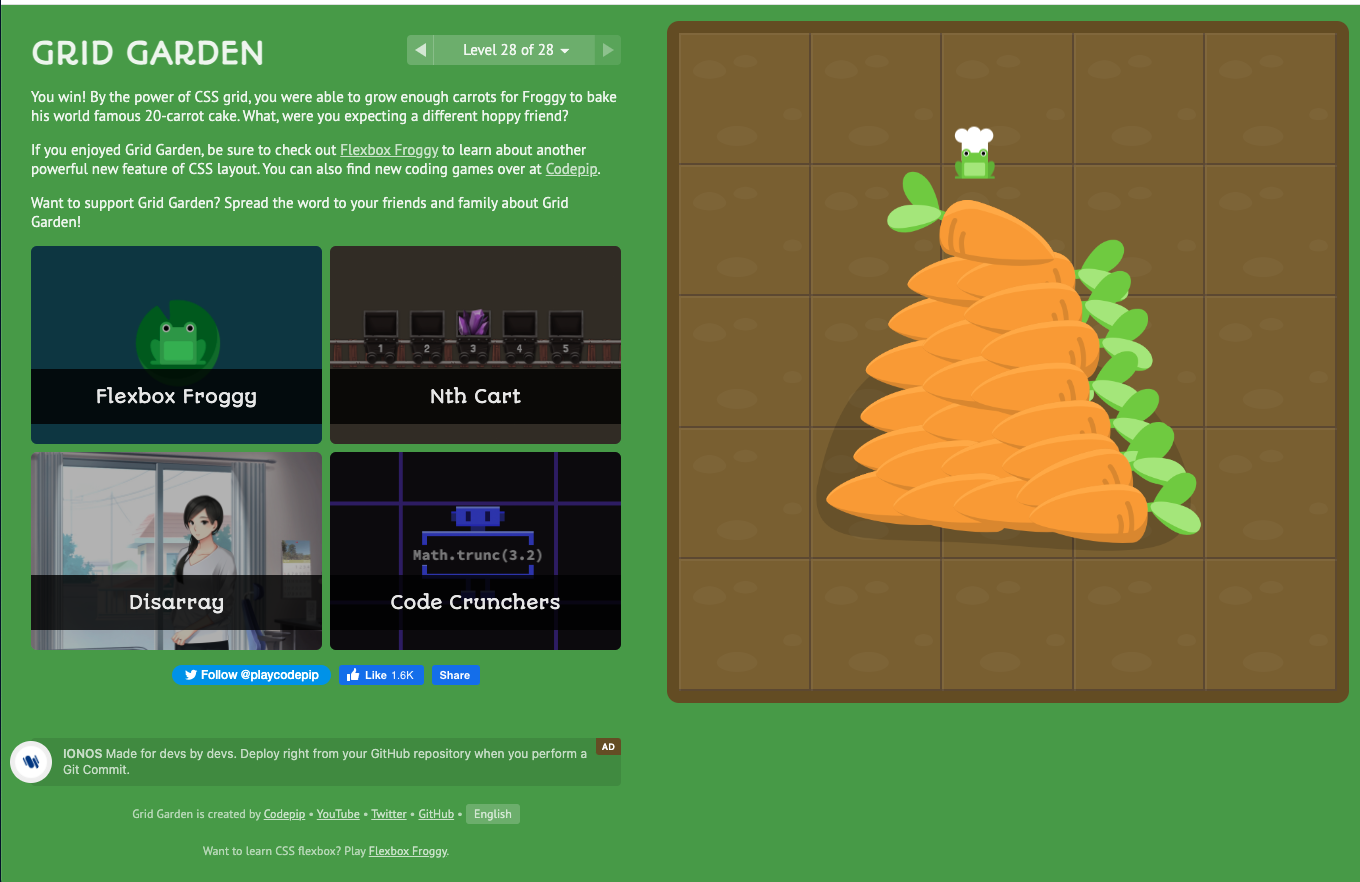 GRID GARDEN
Level 28 of 28
You win! By the power of CSS grid, you were able to grow enough carrots for Froggy to bake
his world famous 20-carrot cake. What, were you expecting a different hoppy friend?
If you enjoyed Grid Garden, be sure to check out Flexbox Froggy to learn about another
powerful new feature of CSS layout. You can also find new coding games over at Codepip.
Want to support Grid Garden? Spread the word to your friends and family about Grid
Garden!
Flexbox Froggy
1 2 3 4 5
Nth Cart
Disarray
Math.trunc(3.2)
Code Crunchers
Follow @playcodepip
Like 1.6K
Share
IONOS Made for devs by devs. Deploy right from your GitHub repository when you perform a
Git Commit.
AD
Grid Garden is created by Codepip • YouTube • Twitter • GitHub • English
Want to learn CSS flexbox? Play Flexbox Froggy.